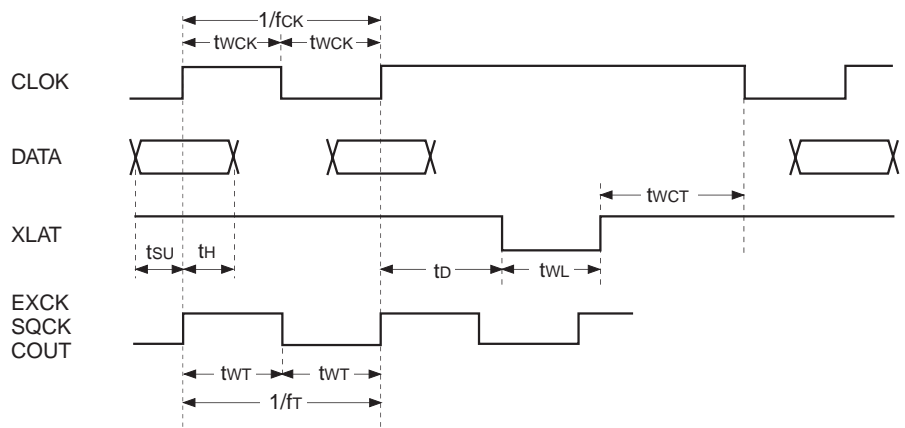 1/fCK
tWCK tWCK
CLOK
DATA
tWCT
XLAT
tSU tH
tD tWL
EXCK
SQCK
COUT
tWT tWT
1/fT